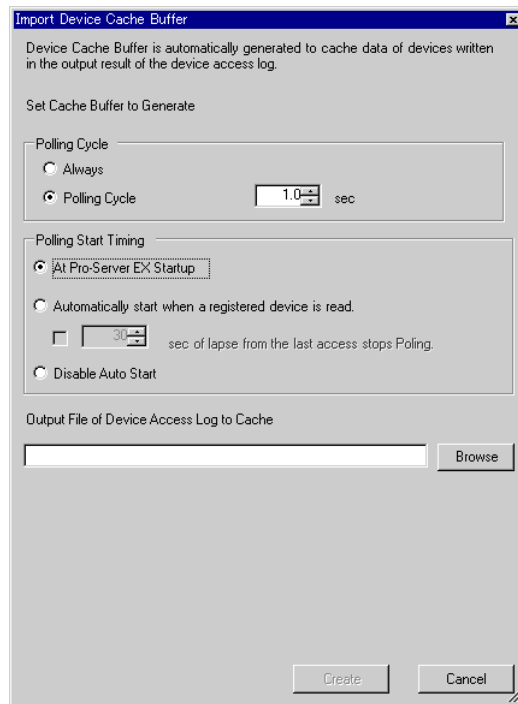 Import Device Cache Buffer
Device Cache Buffer is automatically generated to cache data of devices written
in the output result of the device access log.
Set Cache Buffer to Generate
Polling Cycle
Always
Polling Cycle 1.0 sec
Polling Start Timing
At Pro-Server EX Startup
Automatically start when a registered device is read.
30 sec of lapse from the last access stops Poling.
Disable Auto Start
Output File of Device Access Log to Cache
Browse
Create Cancel